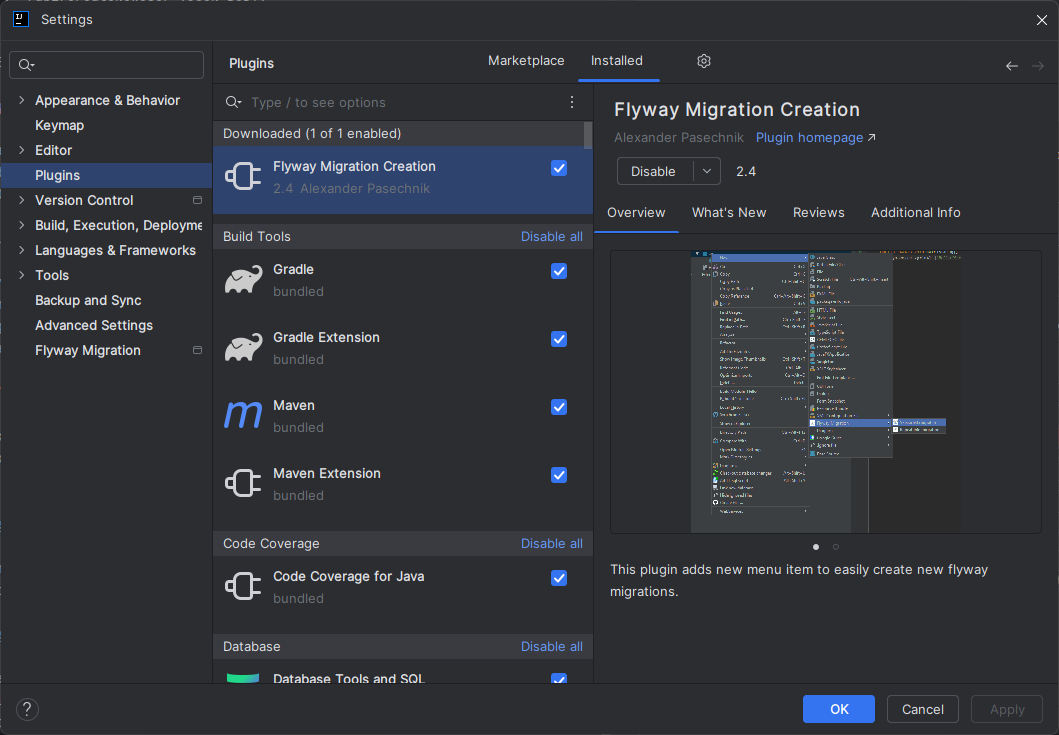 Settings
Plugins
Marketplace
Installed
Appearance & Behavior
Keymap
Editor
Plugins
Version Control
Build, Execution, Deployme
Languages & Frameworks
Tools
Backup and Sync
Advanced Settings
Flyway Migration
Type / to see options
Downloaded (1 of 1 enabled)
Flyway Migration Creation
2.4 Alexander Pasechnik
Build Tools
Disable all
Gradle
bundled
Gradle Extension
bundled
Maven
bundled
Maven Extension
bundled
Code Coverage
Disable all
Code Coverage for Java
bundled
Database
Disable all
Database Tools and SQL
Flyway Migration Creation
Alexander Pasechnik Plugin homepage ↗
Disable
2.4
Overview
What's New
Reviews
Additional Info
This plugin adds new menu item to easily create new flyway
migrations.
?
OK
Cancel
Apply